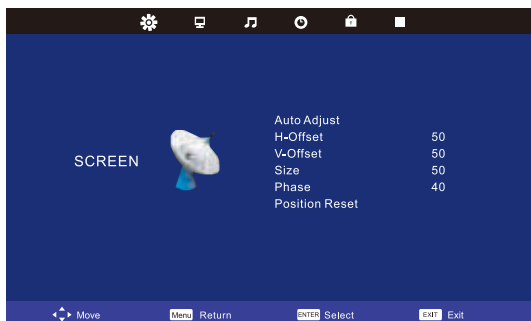 SCREEN
Auto Adjust
H-Offset 50
V-Offset 50
Size 50
Phase 40
Position Reset
Move Menu Return ENTER Select EXIT Exit